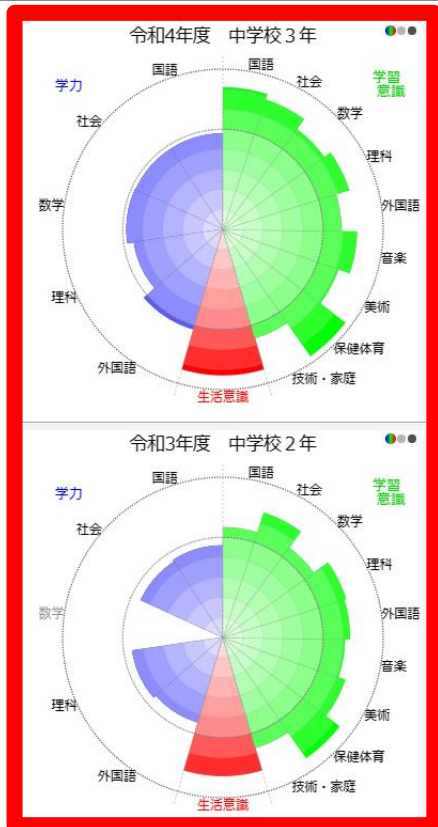 令和4年度　中学校３年
国語
国語
学力
社会
学習
意識
社会
数学
理科
数学
外国語
音楽
理科
美術
保健体育
外国語
技術・家庭
生活意識
令和3年度　中学校２年
国語
国語
学力
社会
学習
意識
社会
数学
理科
数学
外国語
音楽
理科
美術
保健体育
外国語
技術・家庭
生活意識